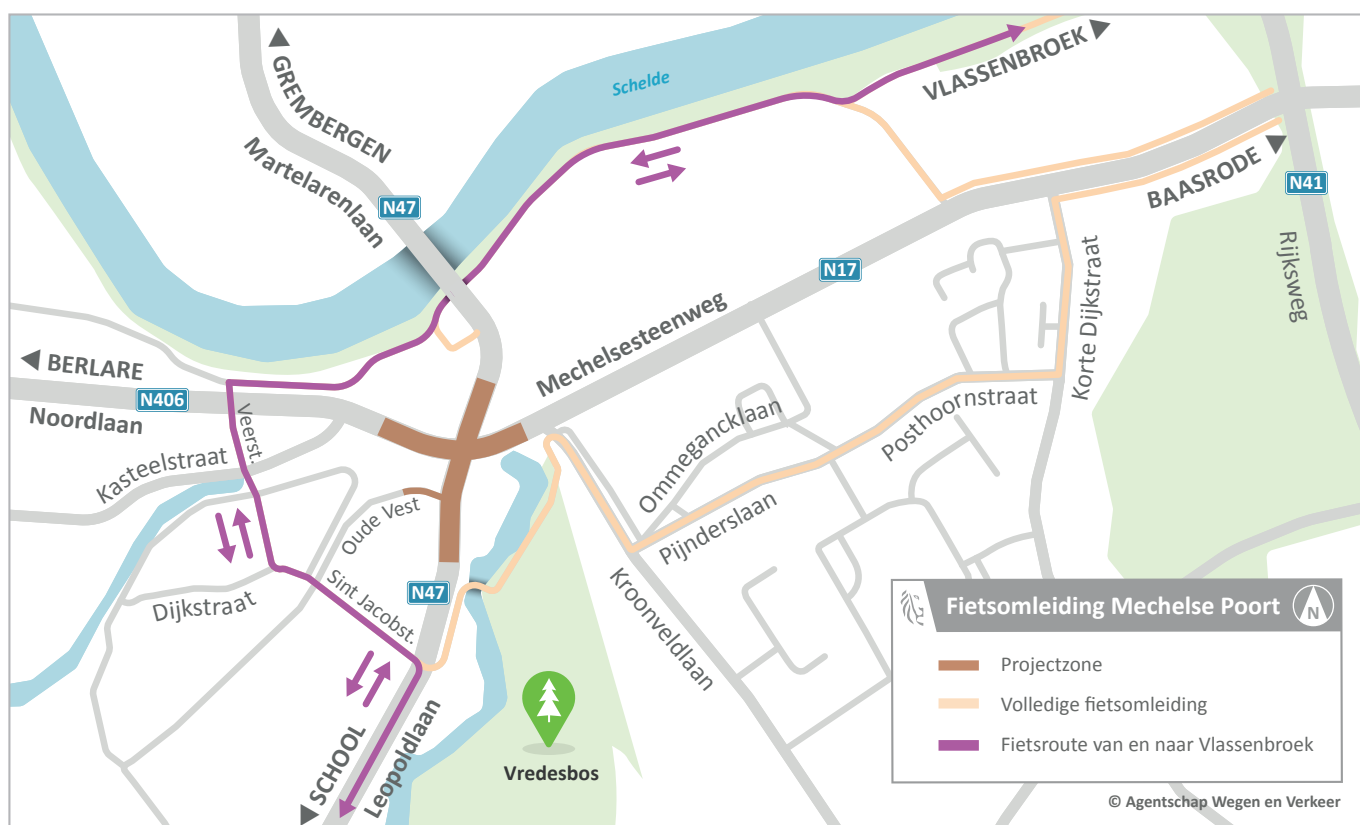 GREMBERGEN
Martelarenlaan
N47
Schelde
VLASSENBROEK
BAASRODE
N41
Rijksweg
N17
Mechelsesteenweg
Korte Dijkstraat
BERLARE
N406
Noordlaan
Veerst.
Kasteelstraat
Oude Vest
Ommegancklaan
Posthoornstraat
Pijnderslaan
Dijkstraat
Sint Jacobst.
N47
Kroonveldlaan
SCHOOL
Leopoldlaan
Vredesbos
Fietsomleiding Mechelse Poort
N
Projectzone
Volledige fietsomleiding
Fietsroute van en naar Vlassenbroek
© Agentschap Wegen en Verkeer